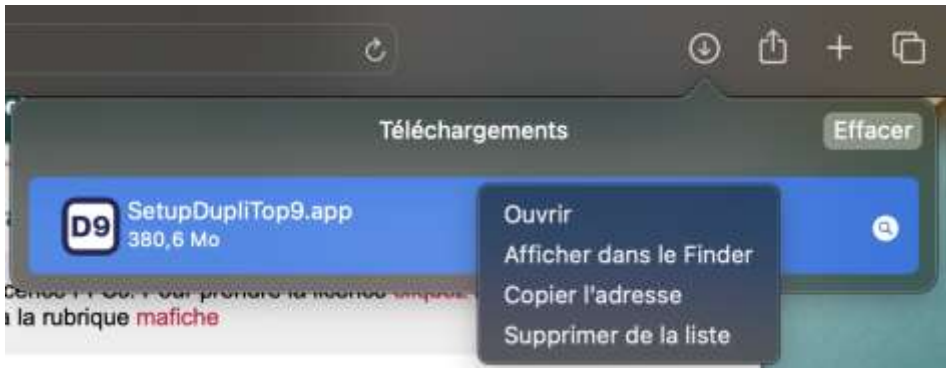 Téléchargements
Effacer
D9
SetupDupliTop9.app
380,6 Mo
Ouvrir
Afficher dans le Finder
Copier l'adresse
Supprimer de la liste
la rubrique mafiche